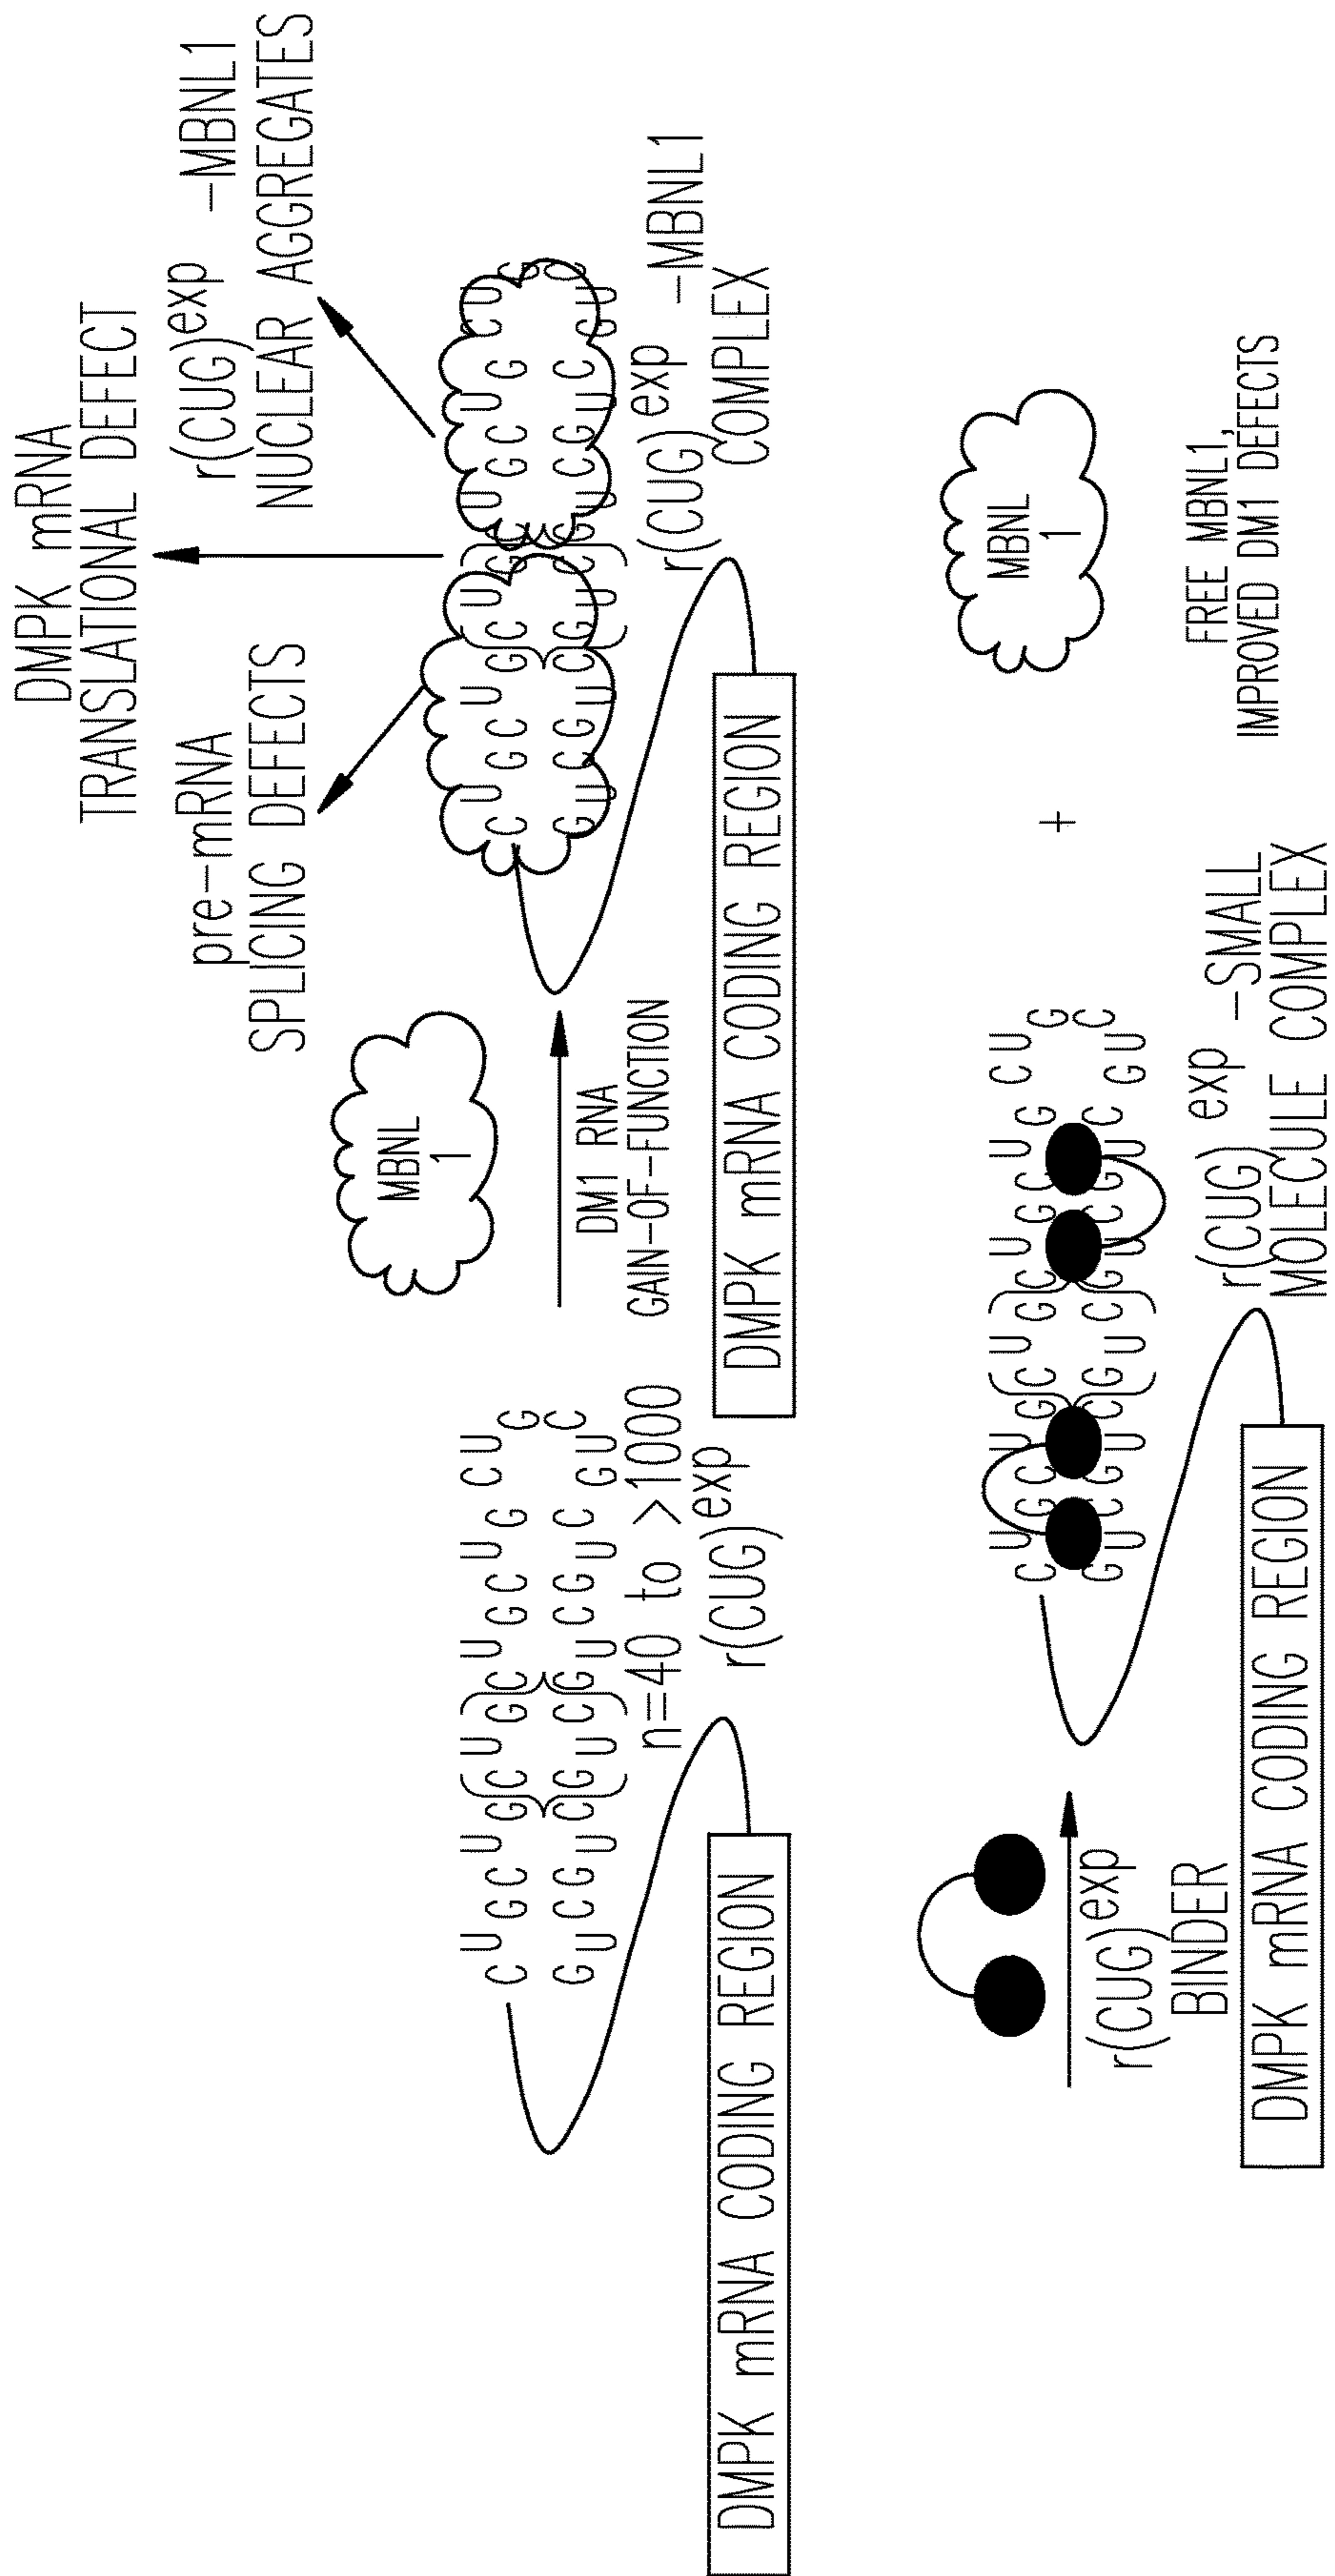 DMPK mRNA
TRANSLATIONAL DEFECT
pre-mRNA
SPLICING DEFECTS
r(CUG)exp -MBNL1
NUCLEAR AGGREGATES
C U G C U G C U G C U G C U G C U G
G U C G U C G U C G U C G U C G U C
n=40 to >1000
r(CUG)exp
DMPK mRNA CODING REGION
MBNL
1
DM1 RNA
GAIN-OF-FUNCTION
C U G C U G C U G C U G C U G C U G
G U C G U C G U C G U C G U C G U C
r(CUG)exp -MBNL1
COMPLEX
DMPK mRNA CODING REGION
r(CUG)exp
BINDER
C U G C U G C U G C U G C U G C U G
G U C G U C G U C G U C G U C G U C
r(CUG)exp -SMALL
MOLECULE COMPLEX
DMPK mRNA CODING REGION
+
MBNL
1
FREE MBNL1,
IMPROVED DM1 DEFECTS